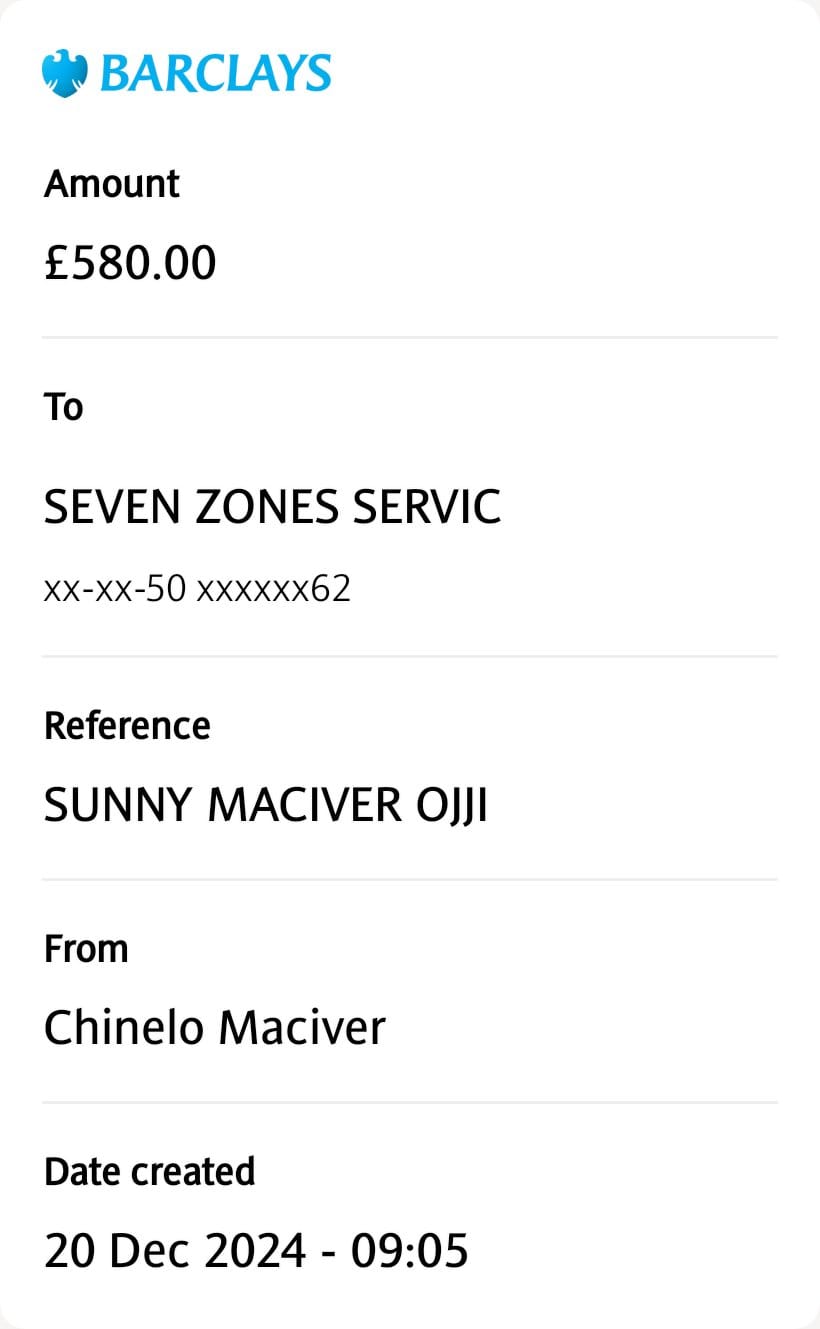 BARCLAYS
Amount
£580.00
To
SEVEN ZONES SERVIC
xx-xx-50 xxxxxx62
Reference
SUNNY MACIVER OJJI
From
Chinelo Maciver
Date created
20 Dec 2024 - 09:05